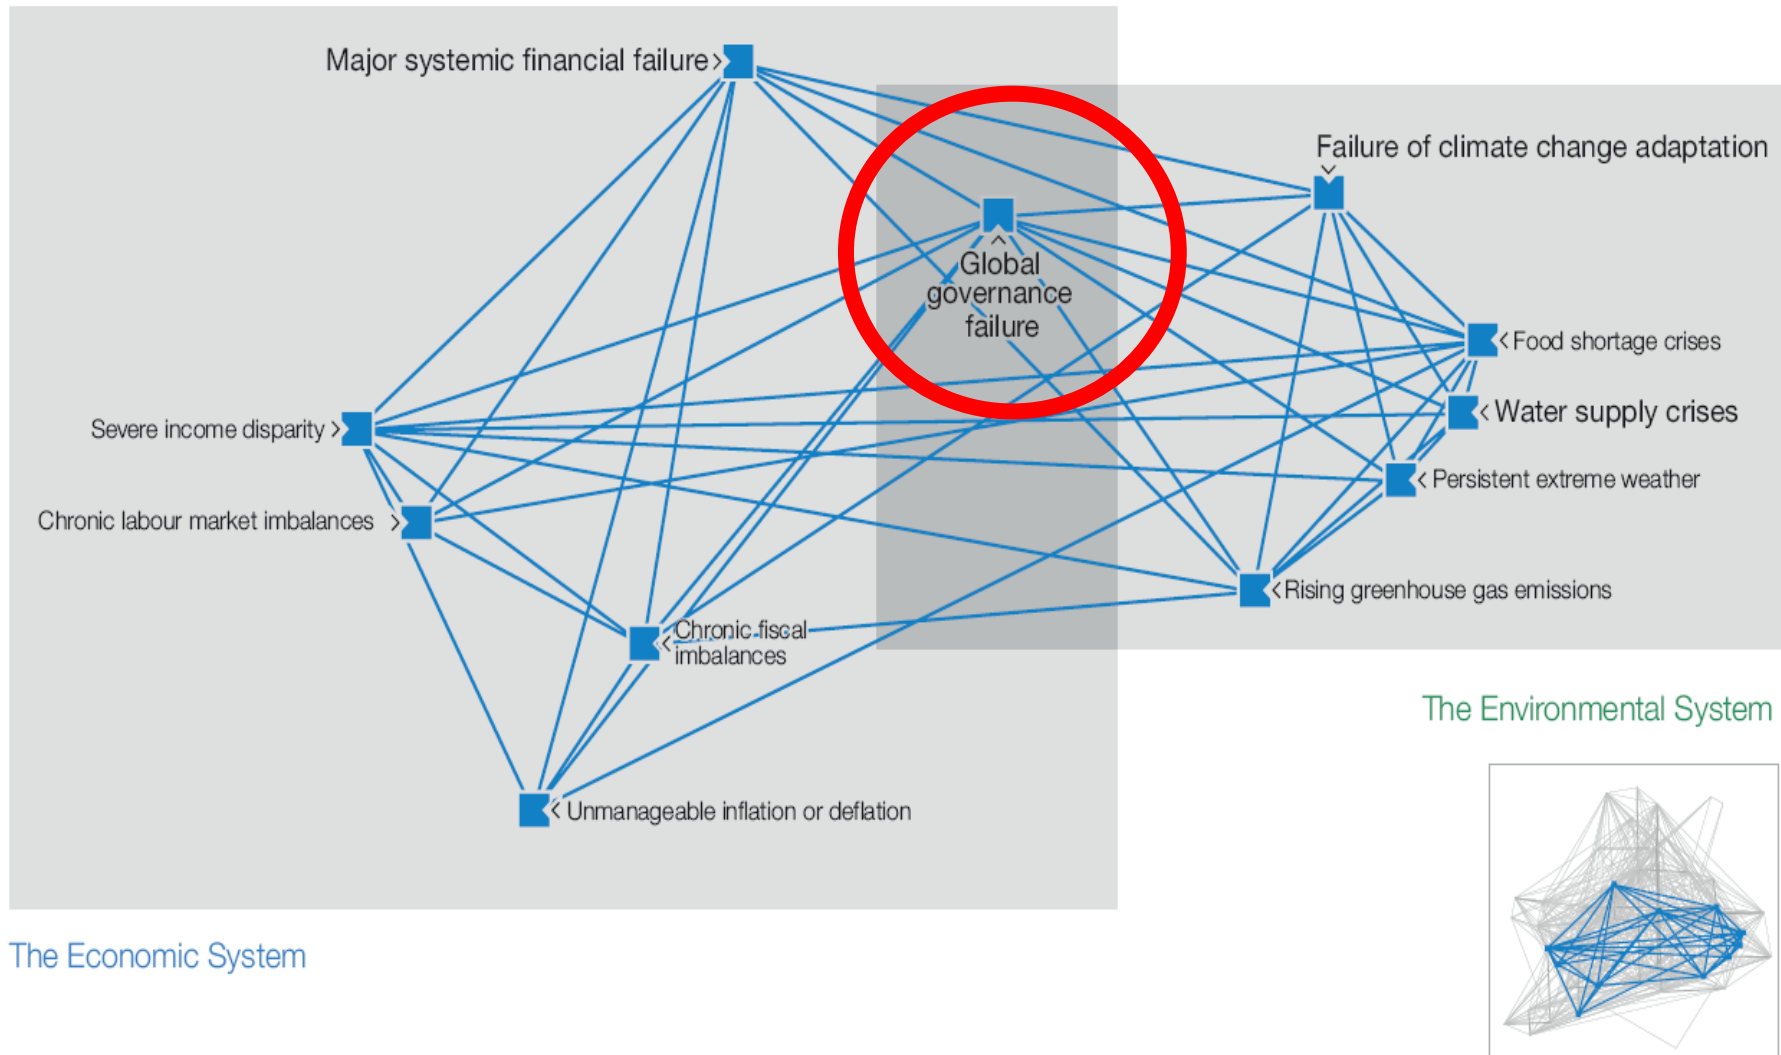 Major systemic financial failure
Failure of climate change adaptation
Global
governance
failure
Food shortage crises
Water supply crises
Severe income disparity
Persistent extreme weather
Chronic labour market imbalances
Rising greenhouse gas emissions
Chronic fiscal
imbalances
The Environmental System
Unmanageable inflation or deflation
The Economic System